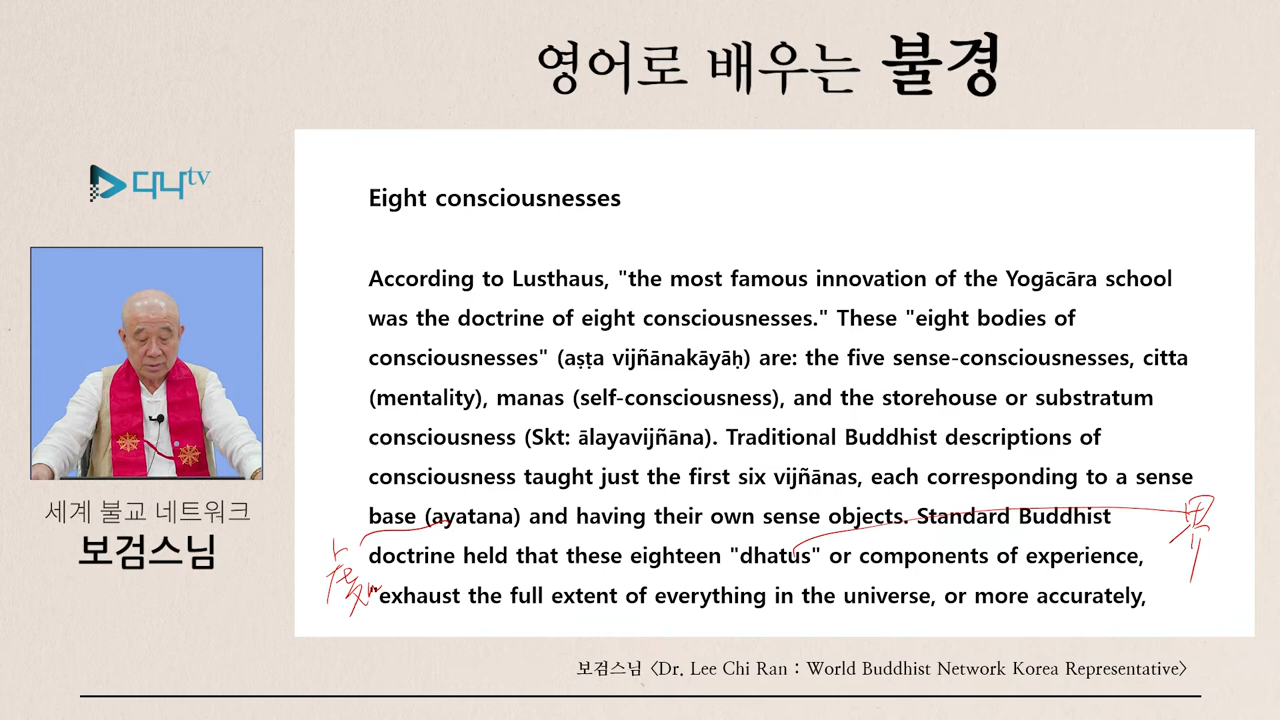 영어로 배우는 불경
디나tv
Eight consciousnesses
According to Lusthaus, "the most famous innovation of the Yogācāra school
was the doctrine of eight consciousnesses." These "eight bodies of
consciousnesses" (aṣṭa vijñānakāyāḥ) are: the five sense-consciousnesses, citta
(mentality), manas (self-consciousness), and the storehouse or substratum
consciousness (Skt: ālayavijñāna). Traditional Buddhist descriptions of
consciousness taught just the first six vijñānas, each corresponding to a sense
base (ayatana) and having their own sense objects. Standard Buddhist
doctrine held that these eighteen "dhatus" or components of experience,
"exhaust the full extent of everything in the universe, or more accurately,
界
세계 불교 네트워크
보검스님
보검스님 <Dr. Lee Chi Ran : World Buddhist Network Korea Representative>